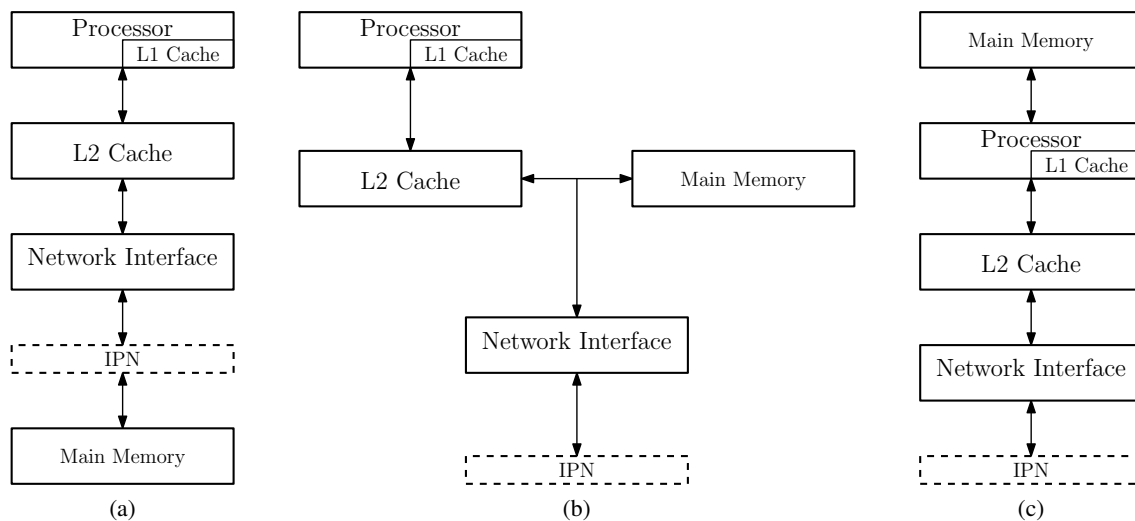 Processor
L1 Cache
L2 Cache
Network Interface
IPN
Main Memory
(a)
Processor
L1 Cache
L2 Cache
Main Memory
Network Interface
IPN
(b)
Main Memory
Processor
L1 Cache
L2 Cache
Network Interface
IPN
(c)